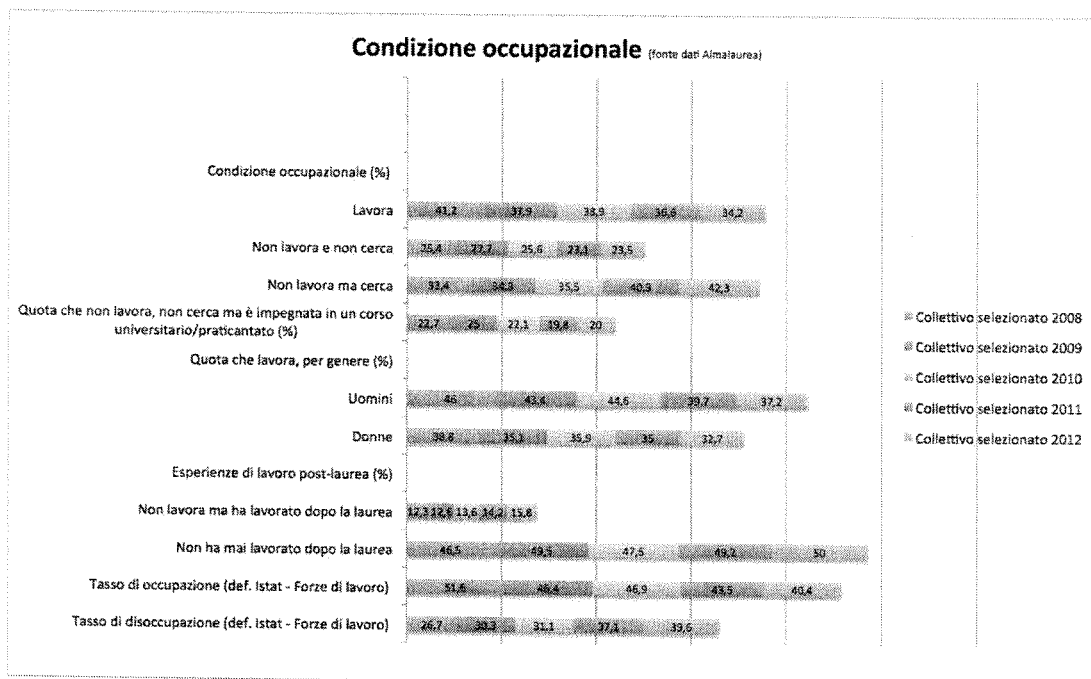 Condizione occupazionale (fonte dati Almalaurea)
Condizione occupazionale (%)
Lavora
41,2 37,9 38,9 36,6 34,2
Non lavora e non cerca
25,4 27,7 25,6 23,1 23,5
Non lavora ma cerca
33,4 34,3 35,5 40,3 42,3
Quota che non lavora, non cerca ma è impegnata in un corso
universitario/praticantato (%)
22,7 25 22,1 19,8 20
Quota che lavora, per genere (%)
Uomini
46 43,4 44,6 39,7 37,2
Donne
38,8 35,3 35,9 35 32,7
Esperienze di lavoro post-laurea (%)
Non lavora ma ha lavorato dopo la laurea
12,3 12,6 13,6 14,2 15,8
Non ha mai lavorato dopo la laurea
46,5 49,5 47,5 49,2 50
Tasso di occupazione (def. Istat - Forze di lavoro)
51,6 46,4 46,9 43,5 40,4
Tasso di disoccupazione (def. Istat - Forze di lavoro)
26,7 30,3 31,1 37,1 39,6
Collettivo selezionato 2008
Collettivo selezionato 2009
Collettivo selezionato 2010
Collettivo selezionato 2011
Collettivo selezionato 2012